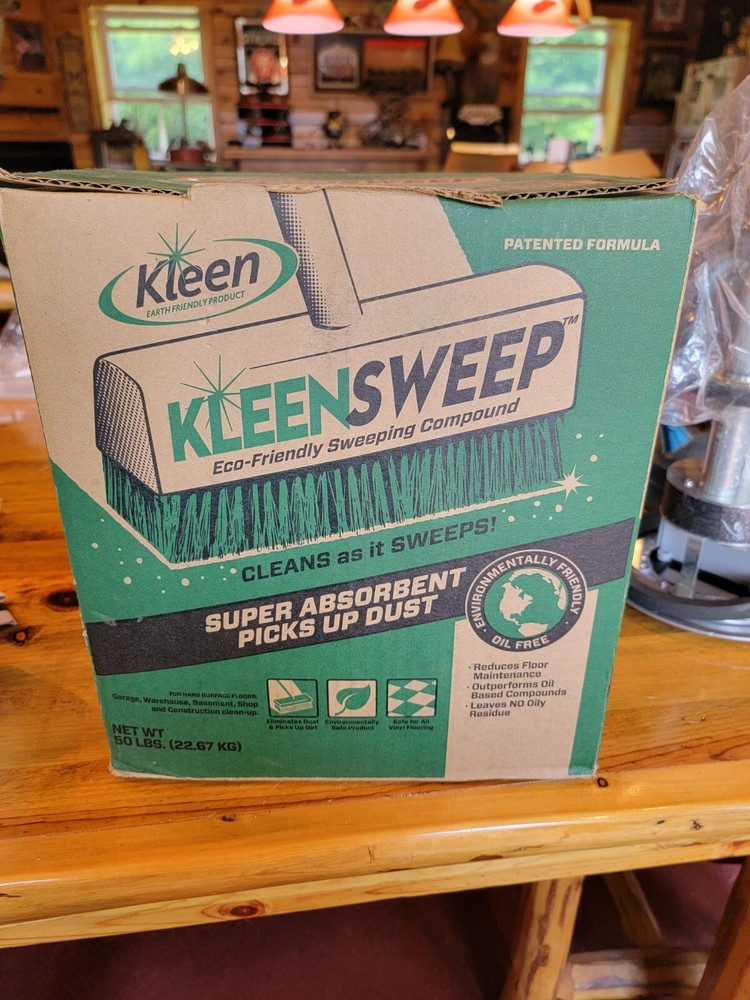 PATENTED FORMULA
Kleen
EARTH FRIENDLY PRODUCT
KLEENSWEEP™
Eco-Friendly Sweeping Compound
CLEANS as it SWEEPS!
SUPER ABSORBENT
PICKS UP DUST
ENVIRONMENTALLY FRIENDLY
• OIL FREE •
· Reduces Floor
Maintenance
· Outperforms Oil
Based Compounds
· Leaves NO Oily
Residue
FOR HARD SURFACE FLOORS:
Garage, Warehouse, Basement, Shop
and Construction clean-up.
Eliminates Dust
& Picks Up Dirt
Environmentally
Safe Product
Safe for All
Vinyl Flooring
NET WT
50 LBS. (22.67 KG)